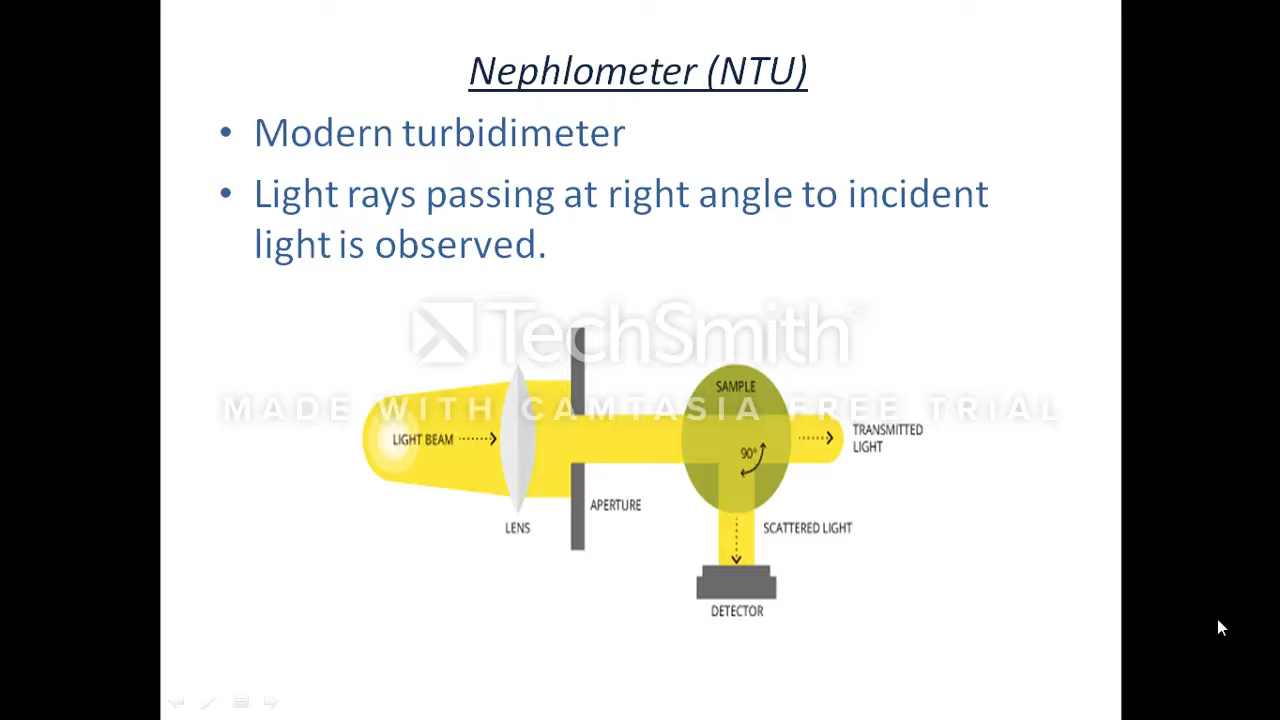 Nephlometer (NTU)
• Modern turbidimeter
• Light rays passing at right angle to incident
light is observed.
TechSmith®
MADE WITH CAMTASIA FREE TRIAL
SAMPLE
LIGHT BEAM
TRANSMITTED
LIGHT
90°
APERTURE
LENS
SCATTERED LIGHT
DETECTOR